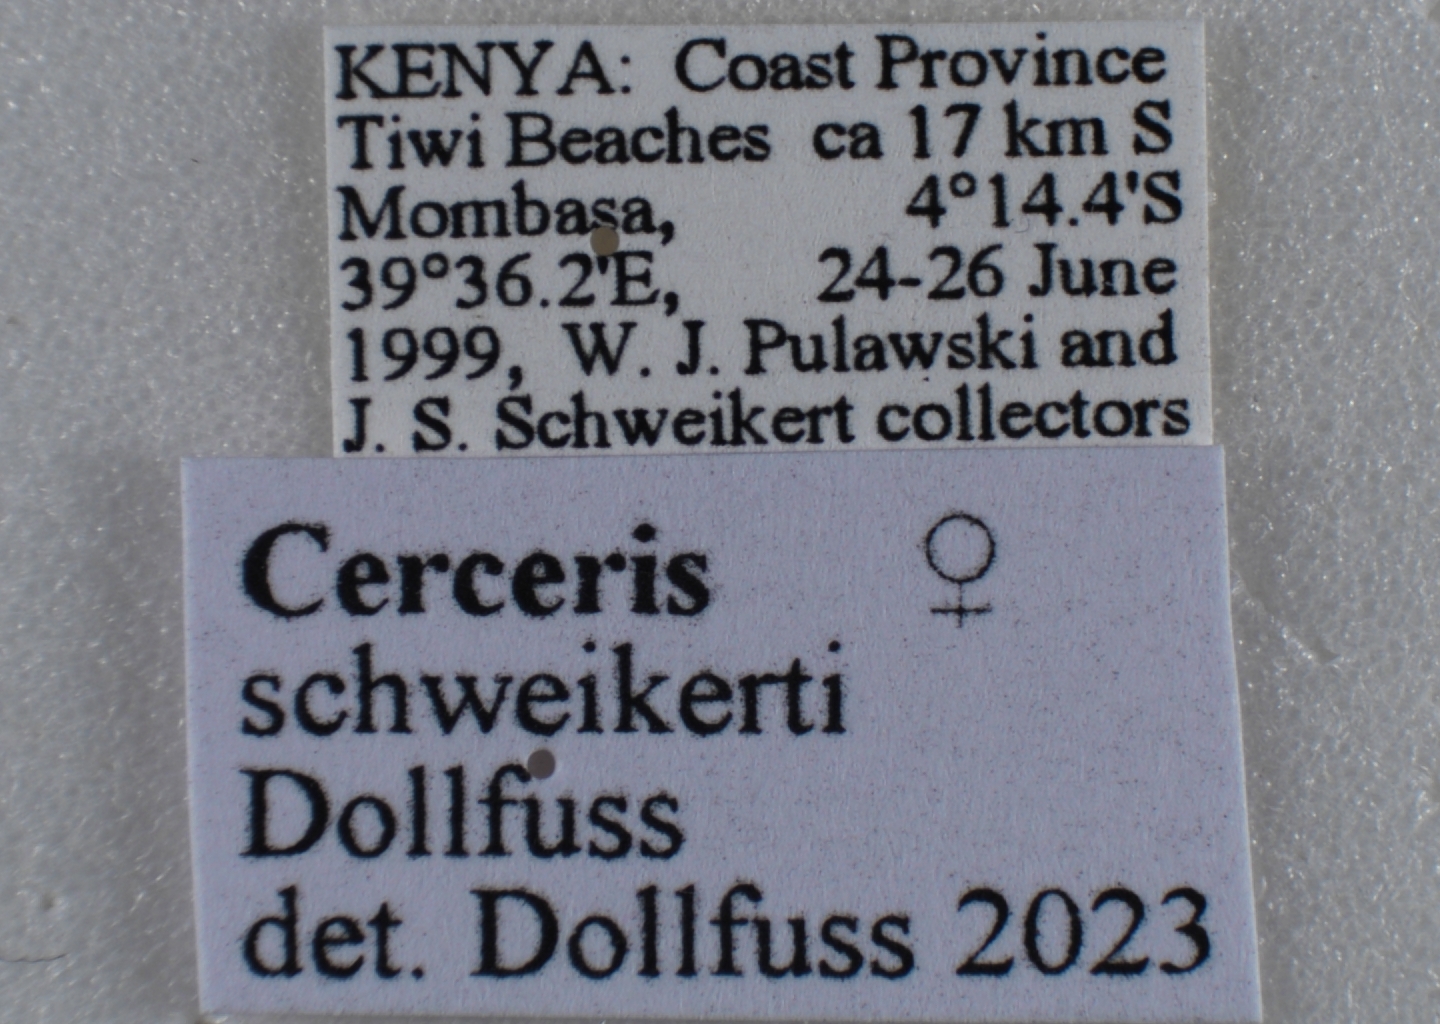 KENYA: Coast Province
Tiwi Beaches ca 17 km S
Mombasa, 4°14.4'S
39°36.2'E, 24-26 June
1999, W. J. Pulawski and
J. S. Schweikert collectors
Cerceris ♀
schweikerti
Dollfuss
det. Dollfuss 2023